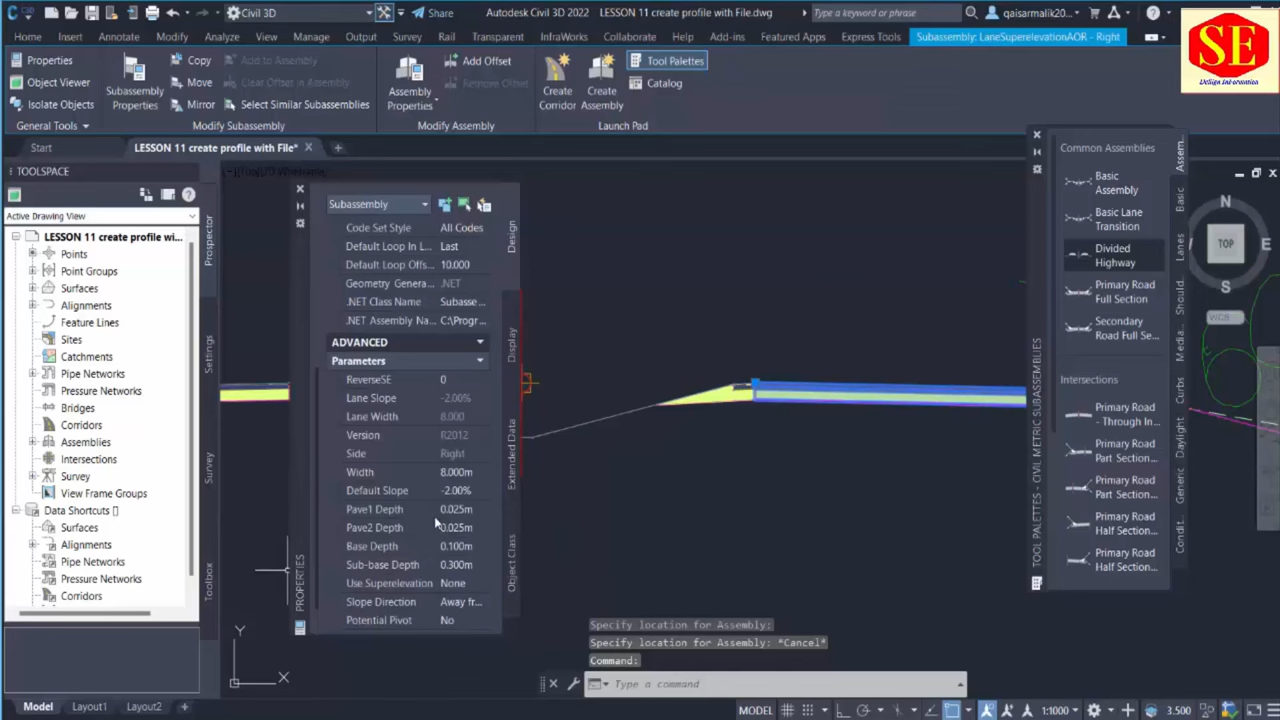 Civil 3D
Share
Autodesk Civil 3D 2022 LESSON 11 create profile with File.dwg
Type a keyword or phrase
qaisarmalik20...
SE
Design Information
Home Insert Annotate Modify Analyze View Manage Output Survey Rail Transparent InfraWorks Collaborate Help Add-ins Featured Apps Express Tools Subassembly: LaneSuperelevationAOR - Right
Properties
Object Viewer
Isolate Objects
General Tools
Subassembly Properties
Copy
Move
Mirror
Add to Assembly
Clear Offset in Assembly
Select Similar Subassemblies
Modify Subassembly
Assembly Properties
Add Offset
Remove Offset
Modify Assembly
Create Corridor
Create Assembly
Tool Palettes
Catalog
Launch Pad
Start
LESSON 11 create profile with File*
TOOLSPACE
Active Drawing View
LESSON 11 create profile wi...
Points
Point Groups
Surfaces
Alignments
Feature Lines
Sites
Catchments
Pipe Networks
Pressure Networks
Bridges
Corridors
Assemblies
Intersections
Survey
View Frame Groups
Data Shortcuts []
Surfaces
Alignments
Pipe Networks
Pressure Networks
Corridors
Prospector
Settings
Survey
Toolbox
Subassembly
Code Set Style All Codes
Default Loop In L... Last
Default Loop Offs... 10.000
Geometry Genera... .NET
.NET Class Name Subasse...
.NET Assembly Na... C:\Progr...
ADVANCED
Parameters
ReverseSE 0
Lane Slope -2.00%
Lane Width 8.000
Version R2012
Side Right
Width 8.000m
Default Slope -2.00%
Pave1 Depth 0.025m
Pave2 Depth 0.025m
Base Depth 0.100m
Sub-base Depth 0.300m
Use Superelevation None
Slope Direction Away fr...
Potential Pivot No
PROPERTIES
Design
Display
Extended Data
Object Class
Common Assemblies
Basic Assembly
Basic Lane Transition
Divided Highway
Primary Road Full Section
Secondary Road Full Se...
Intersections
Primary Road - Through In...
Primary Road Part Section...
Primary Road Part Section...
Primary Road Half Section...
Primary Road Half Section...
TOOL PALETTES - CIVIL METRIC SUBASSEMBLIES
Assem...
Basic
Lanes
Shoul...
Media...
Curbs
Daylight
Generic
Condit...
N
W
TOP
E
S
WCS
Specify location for Assembly:
Specify location for Assembly: *Cancel*
Command:
Type a command
Y
X
Model Layout1 Layout2
MODEL
1:1000
3.500